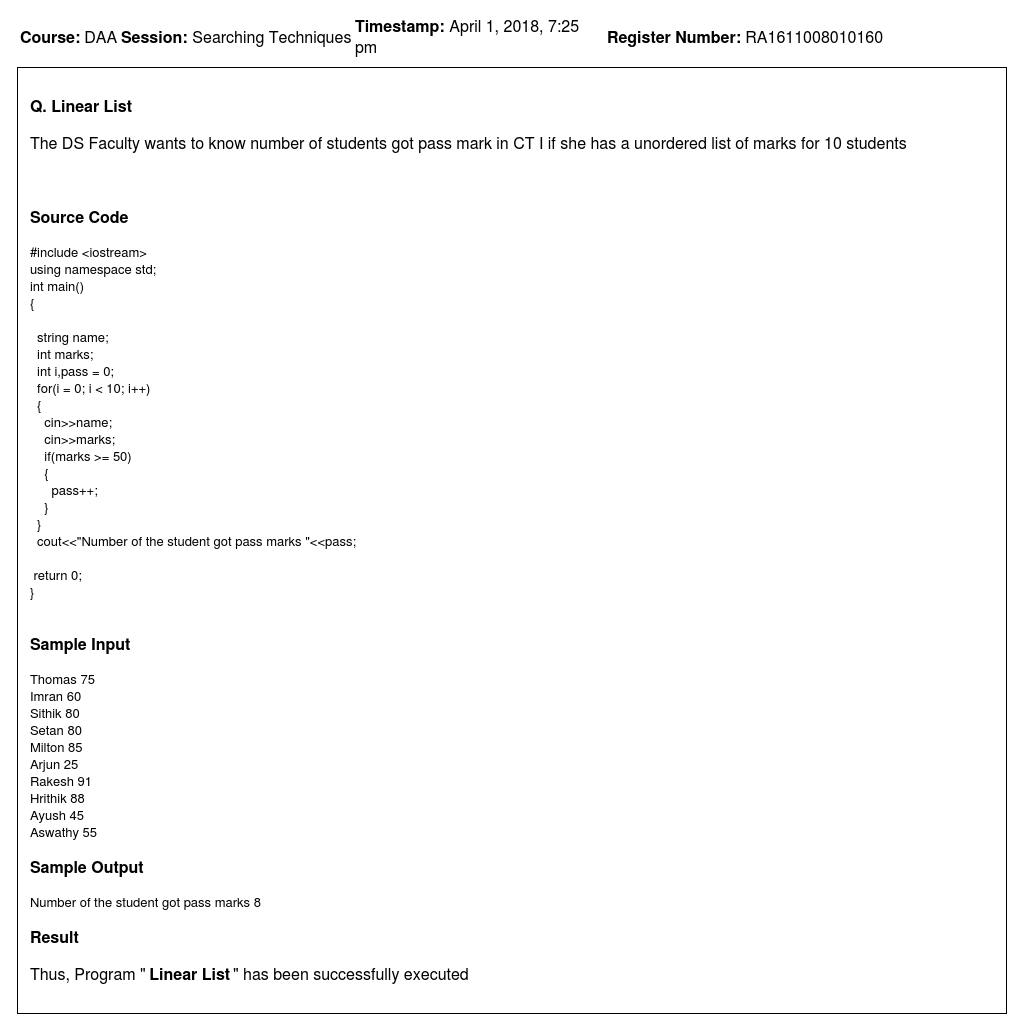 Course: DAA Session: Searching Techniques Timestamp: April 1, 2018, 7:25 pm Register Number: RA1611008010160
Q. Linear List
The DS Faculty wants to know number of students got pass mark in CT I if she has a unordered list of marks for 10 students
Source Code
#include <iostream>
using namespace std;
int main()
{
string name;
int marks;
int i,pass = 0;
for(i = 0; i < 10; i++)
{
cin>>name;
cin>>marks;
if(marks >= 50)
{
pass++;
}
}
cout<<"Number of the student got pass marks "<<pass;
return 0;
}
Sample Input
Thomas 75
Imran 60
Sithik 80
Setan 80
Milton 85
Arjun 25
Rakesh 91
Hrithik 88
Ayush 45
Aswathy 55
Sample Output
Number of the student got pass marks 8
Result
Thus, Program " Linear List " has been successfully executed